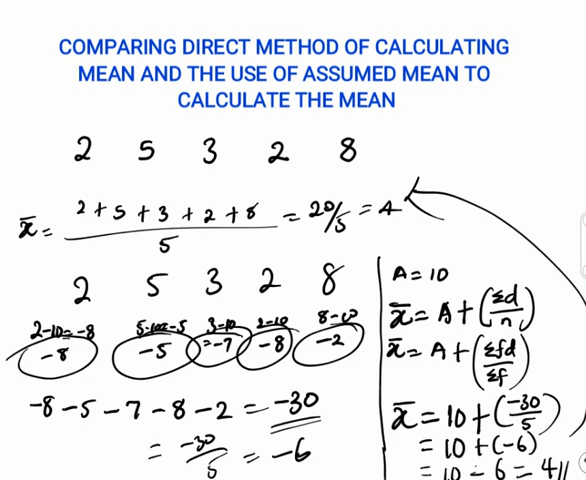 COMPARING DIRECT METHOD OF CALCULATING
MEAN AND THE USE OF ASSUMED MEAN TO
CALCULATE THE MEAN
2 5 3 2 8
x̄ = (2 + 5 + 3 + 2 + 8)/5 = 20/5 = 4
2 5 3 2 8
2-10=-8 5-10=-5 3-10 2-10 8-10
-8 -5 =-7 -8 -2
-8 -5 -7 -8 -2 = -30
= -30/5 = -6
A = 10
x̄ = A + (Σd/n)
x̄ = A + (Σfd/Σf)
x̄ = 10 + (-30/5)
= 10 + (-6)
= 10 - 6 = 4//